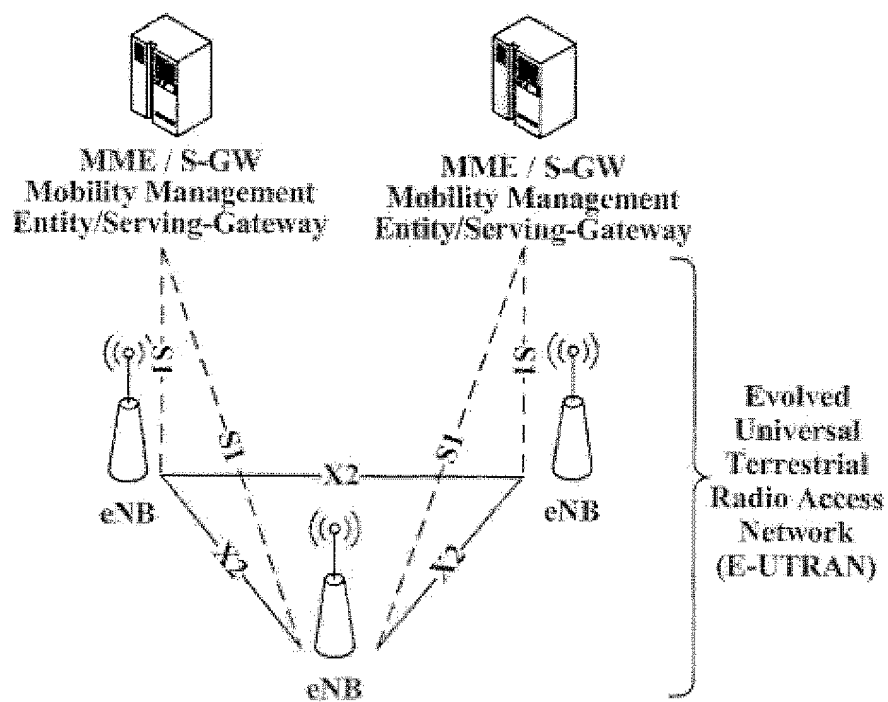 MME / S-GW
Mobility Management
Entity/Serving-Gateway
MME / S-GW
Mobility Management
Entity/Serving-Gateway
S1
S1
S1
S1
X2
eNB
eNB
X2
X2
eNB
Evolved
Universal
Terrestrial
Radio Access
Network
(E-UTRAN)